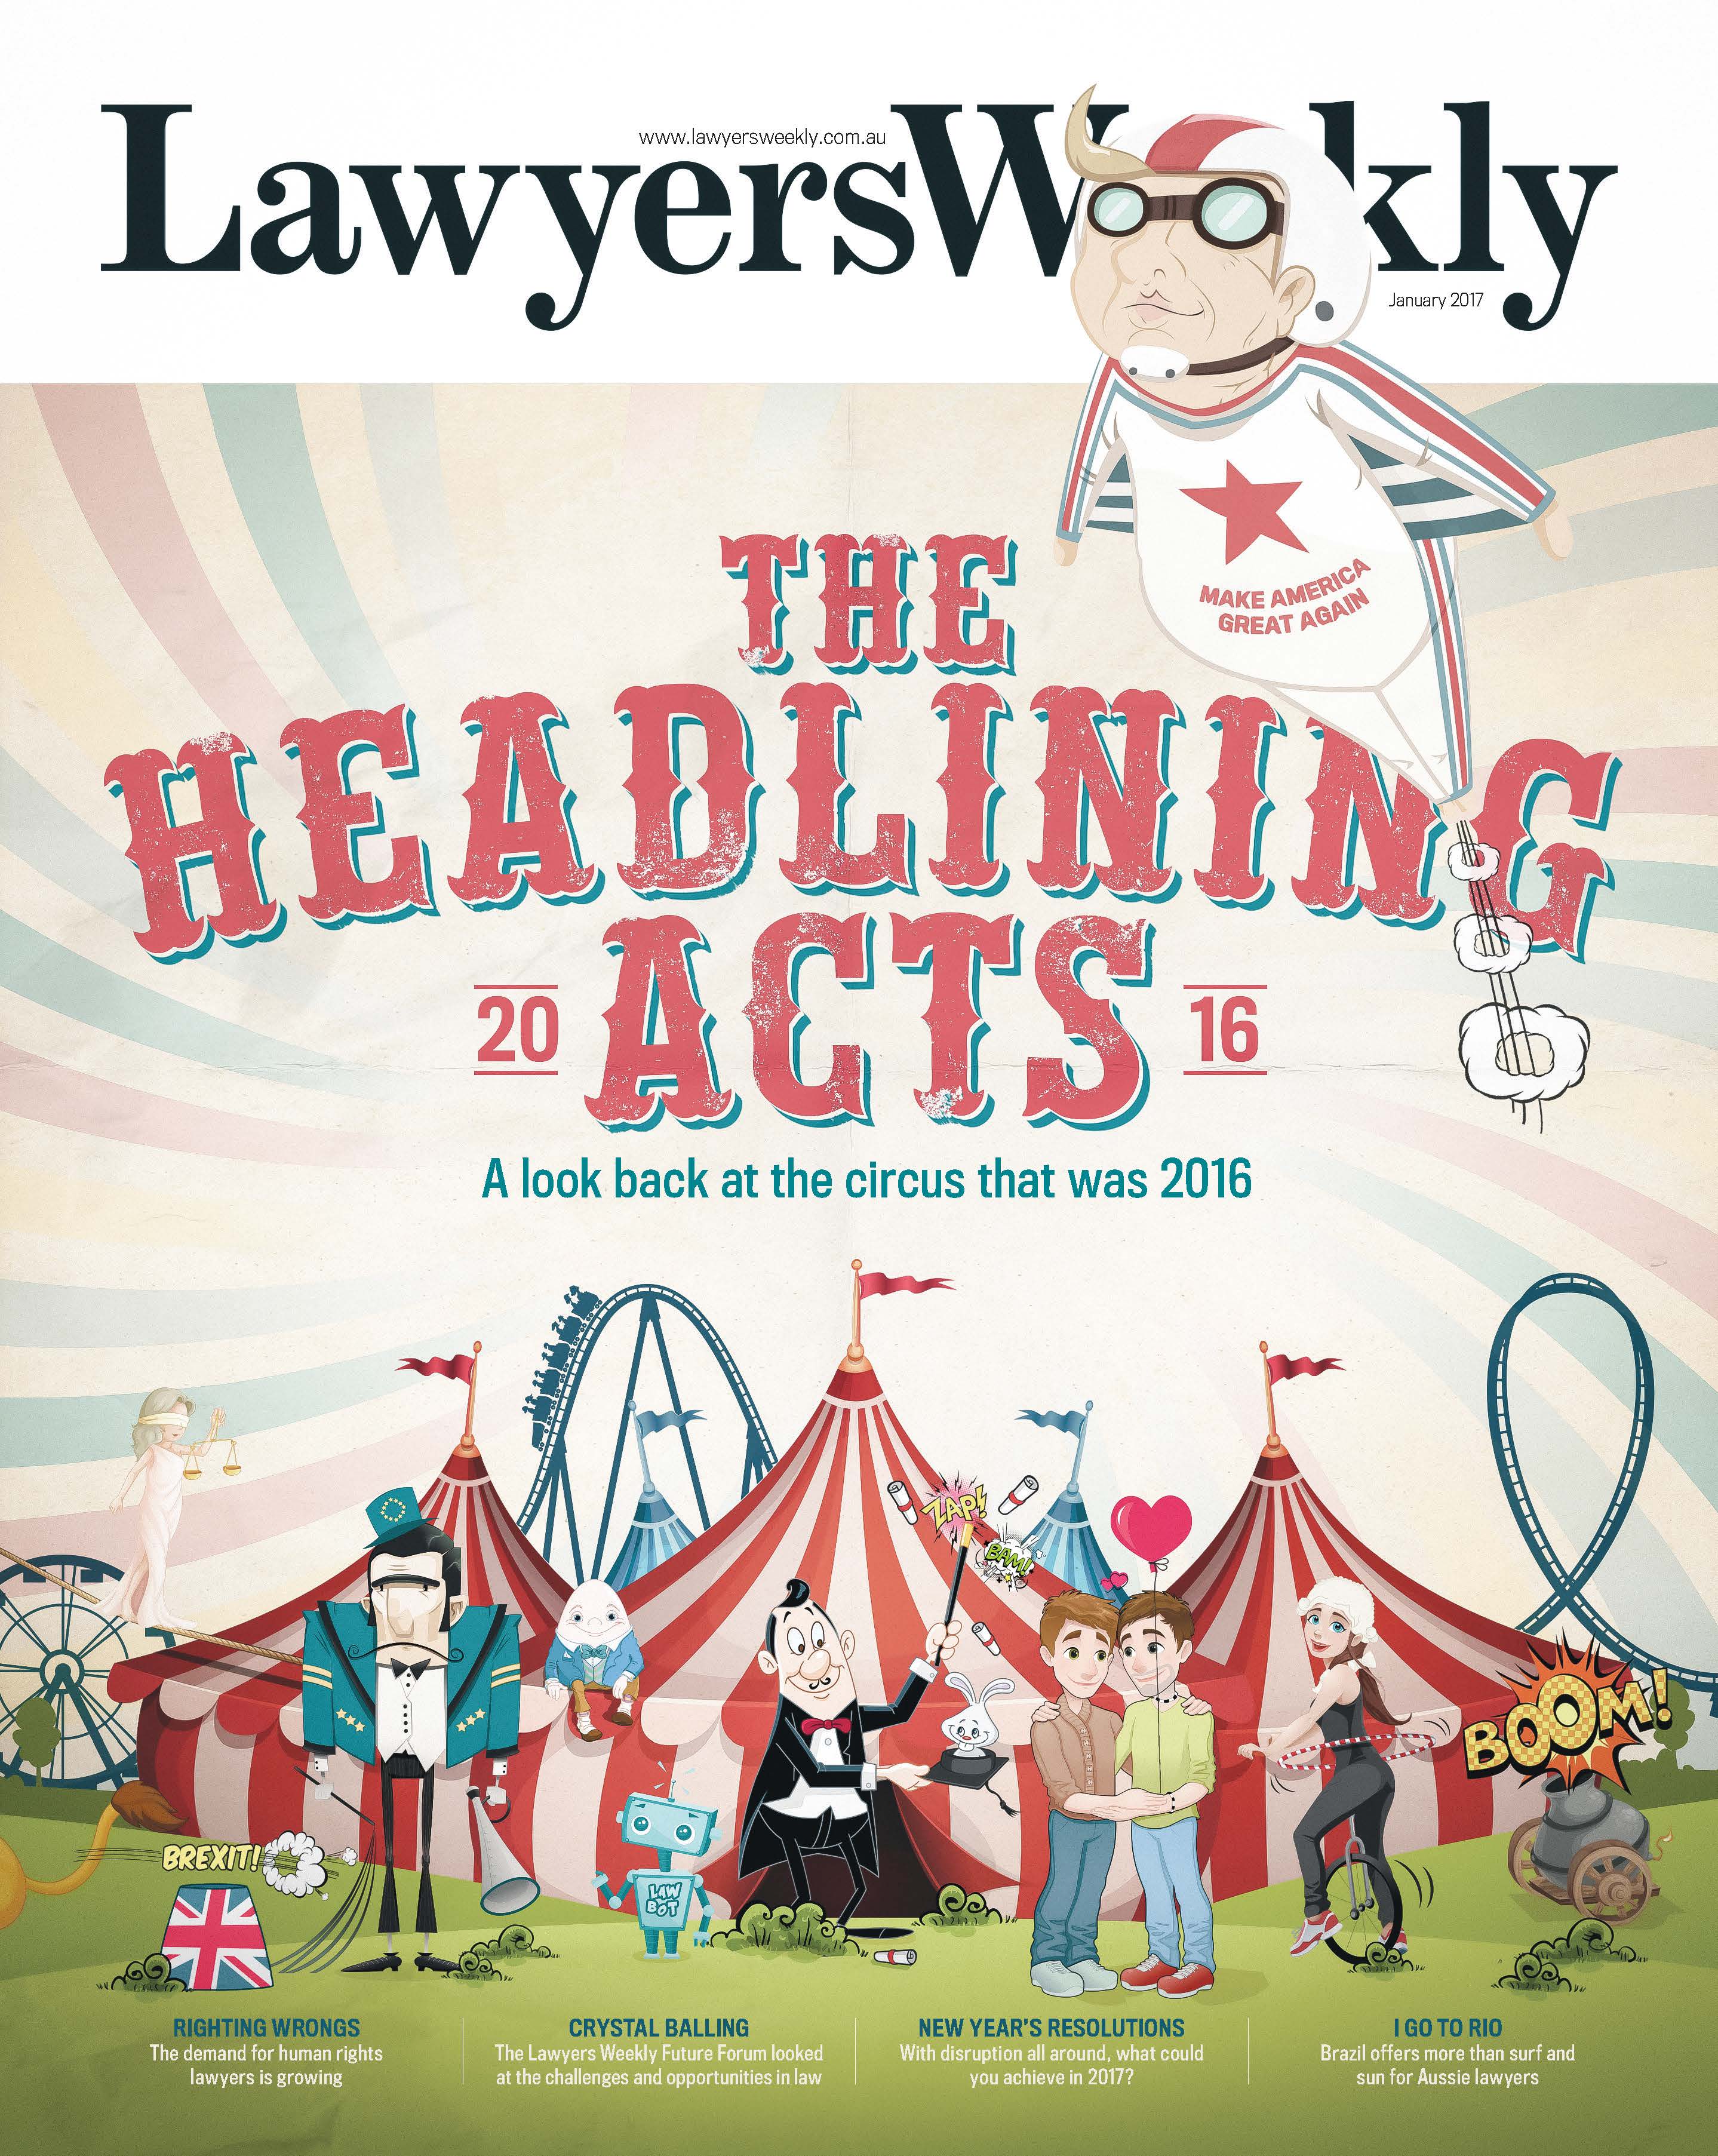 www.lawyersweekly.com.au
LawyersWeekly
January 2017
MAKE AMERICA
GREAT AGAIN
THE
HEADLINING
20 ACTS 16
A look back at the circus that was 2016
ZAP!
BAM!
BOOM!
BREXIT!
LAW
BOT
RIGHTING WRONGS
The demand for human rights
lawyers is growing
CRYSTAL BALLING
The Lawyers Weekly Future Forum looked
at the challenges and opportunities in law
NEW YEAR'S RESOLUTIONS
With disruption all around, what could
you achieve in 2017?
I GO TO RIO
Brazil offers more than surf and
sun for Aussie lawyers